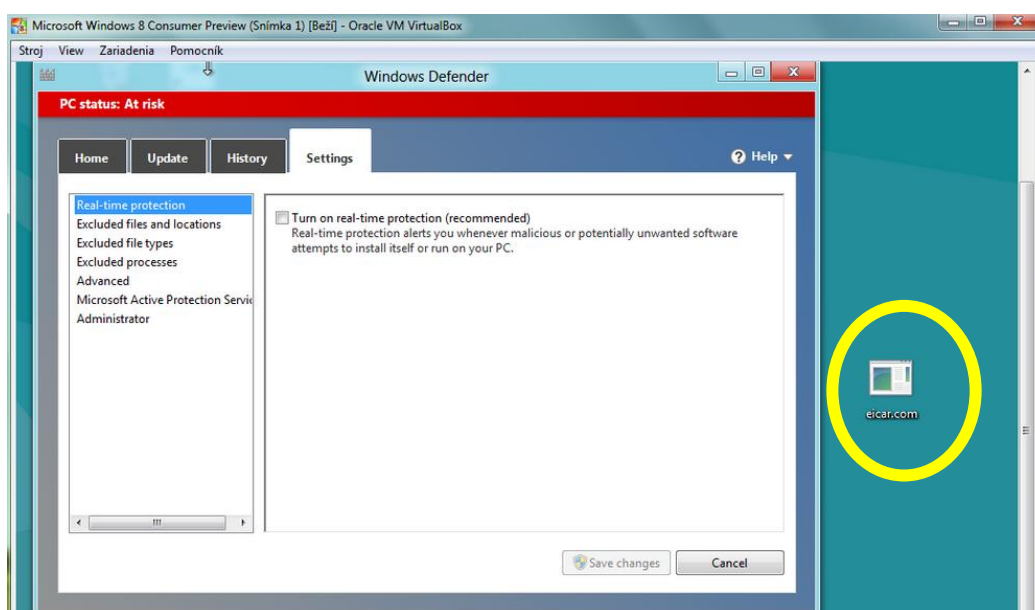 Microsoft Windows 8 Consumer Preview (Snímka 1) [Beží] - Oracle VM VirtualBox
Stroj View Zariadenia Pomocník
Windows Defender
PC status: At risk
Home Update History Settings Help
Real-time protection
Excluded files and locations
Excluded file types
Excluded processes
Advanced
Microsoft Active Protection Servic
Administrator
Turn on real-time protection (recommended)
Real-time protection alerts you whenever malicious or potentially unwanted software
attempts to install itself or run on your PC.
eicar.com
Save changes Cancel